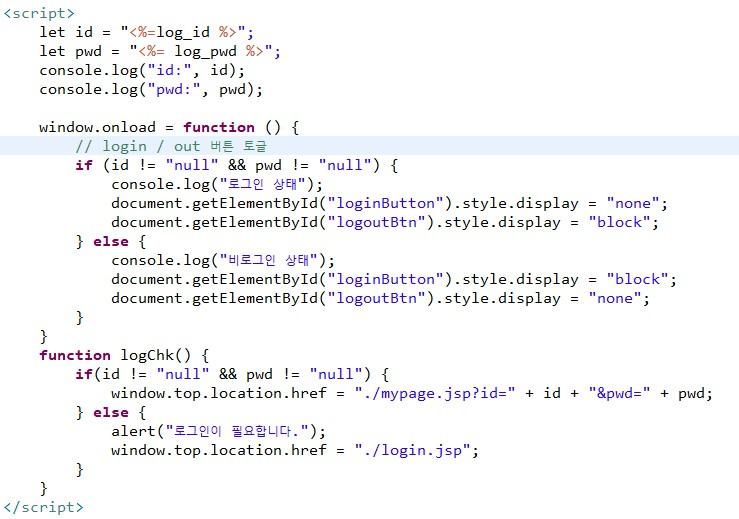 <script>
let id = "<%=log_id %>";
let pwd = "<%= log_pwd %>";
console.log("id:", id);
console.log("pwd:", pwd);
window.onload = function () {
// login / out 버튼 토글
if (id != "null" && pwd != "null") {
console.log("로그인 상태");
document.getElementById("loginButton").style.display = "none";
document.getElementById("logoutBtn").style.display = "block";
} else {
console.log("비로그인 상태");
document.getElementById("loginButton").style.display = "block";
document.getElementById("logoutBtn").style.display = "none";
}
}
function logChk() {
if(id != "null" && pwd != "null") {
window.top.location.href = "./mypage.jsp?id=" + id + "&pwd=" + pwd;
} else {
alert("로그인이 필요합니다.");
window.top.location.href = "./login.jsp";
}
}
</script>